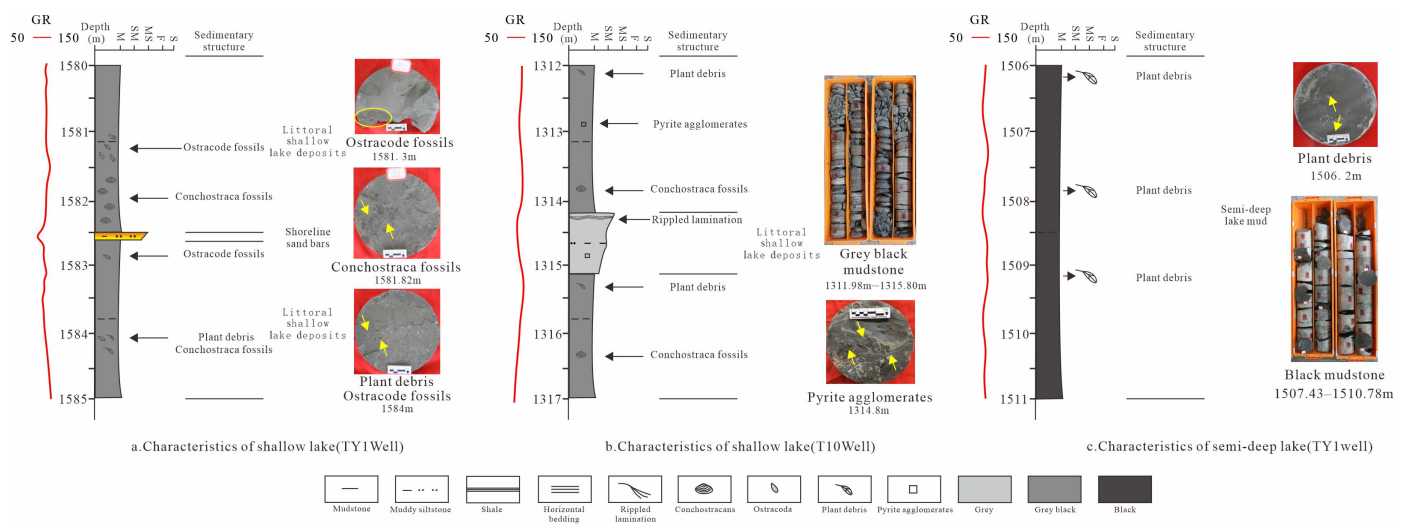 GR
50 150
Depth
(m)
M
SM
MS
F
S
Sedimentary
structure
1580
1581
1582
1583
1584
1585
Ostracode fossils
Conchostraca fossils
Shoreline
sand bars
Ostracode fossils
Plant debris
Conchostraca fossils
Littoral
shallow
lake deposits
Littoral
shallow
lake deposits
Ostracode fossils
1581. 3m
Conchostraca fossils
1581.82m
Plant debris
Ostracode fossils
1584m
a.Characteristics of shallow lake(TY1Well)
GR
50 150
Depth
(m)
M
SM
MS
F
S
Sedimentary
structure
1312
1313
1314
1315
1316
1317
Plant debris
Pyrite agglomerates
Conchostraca fossils
Rippled lamination
Plant debris
Conchostraca fossils
Littoral
shallow
lake deposits
Grey black
mudstone
1311.98m—1315.80m
Pyrite agglomerates
1314.8m
b.Characteristics of shallow lake(T10Well)
GR
50 150
Depth
(m)
M
SM
MS
F
S
Sedimentary
structure
1506
1507
1508
1509
1510
1511
Plant debris
Plant debris
Plant debris
Semi-deep
lake mud
Plant debris
1506. 2m
Black mudstone
1507.43—1510.78m
c.Characteristics of semi-deep lake(TY1well)
Mudstone
Muddy siltstone
Shale
Horizontal
bedding
Rippled
lamination
Conchostracans
Ostracoda
Plant debris
Pyrite agglomerates
Grey
Grey black
Black